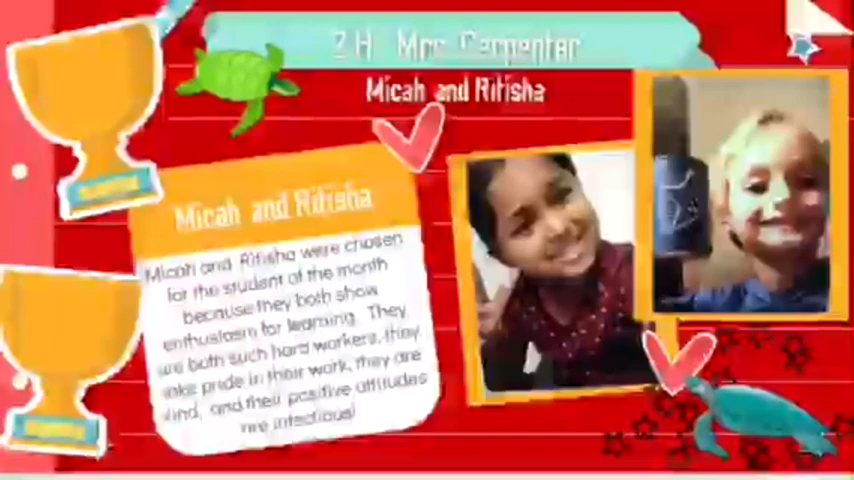 2H Mrs. Carpenter
Micah and Ritisha
Micah and Ritisha
Micah and Ritisha were chosen
for the student of the month
because they both show
enthusiasm for learning. They
are both such hard workers, they
take pride in their work, they are
kind, and their positive attitudes
are infectious!